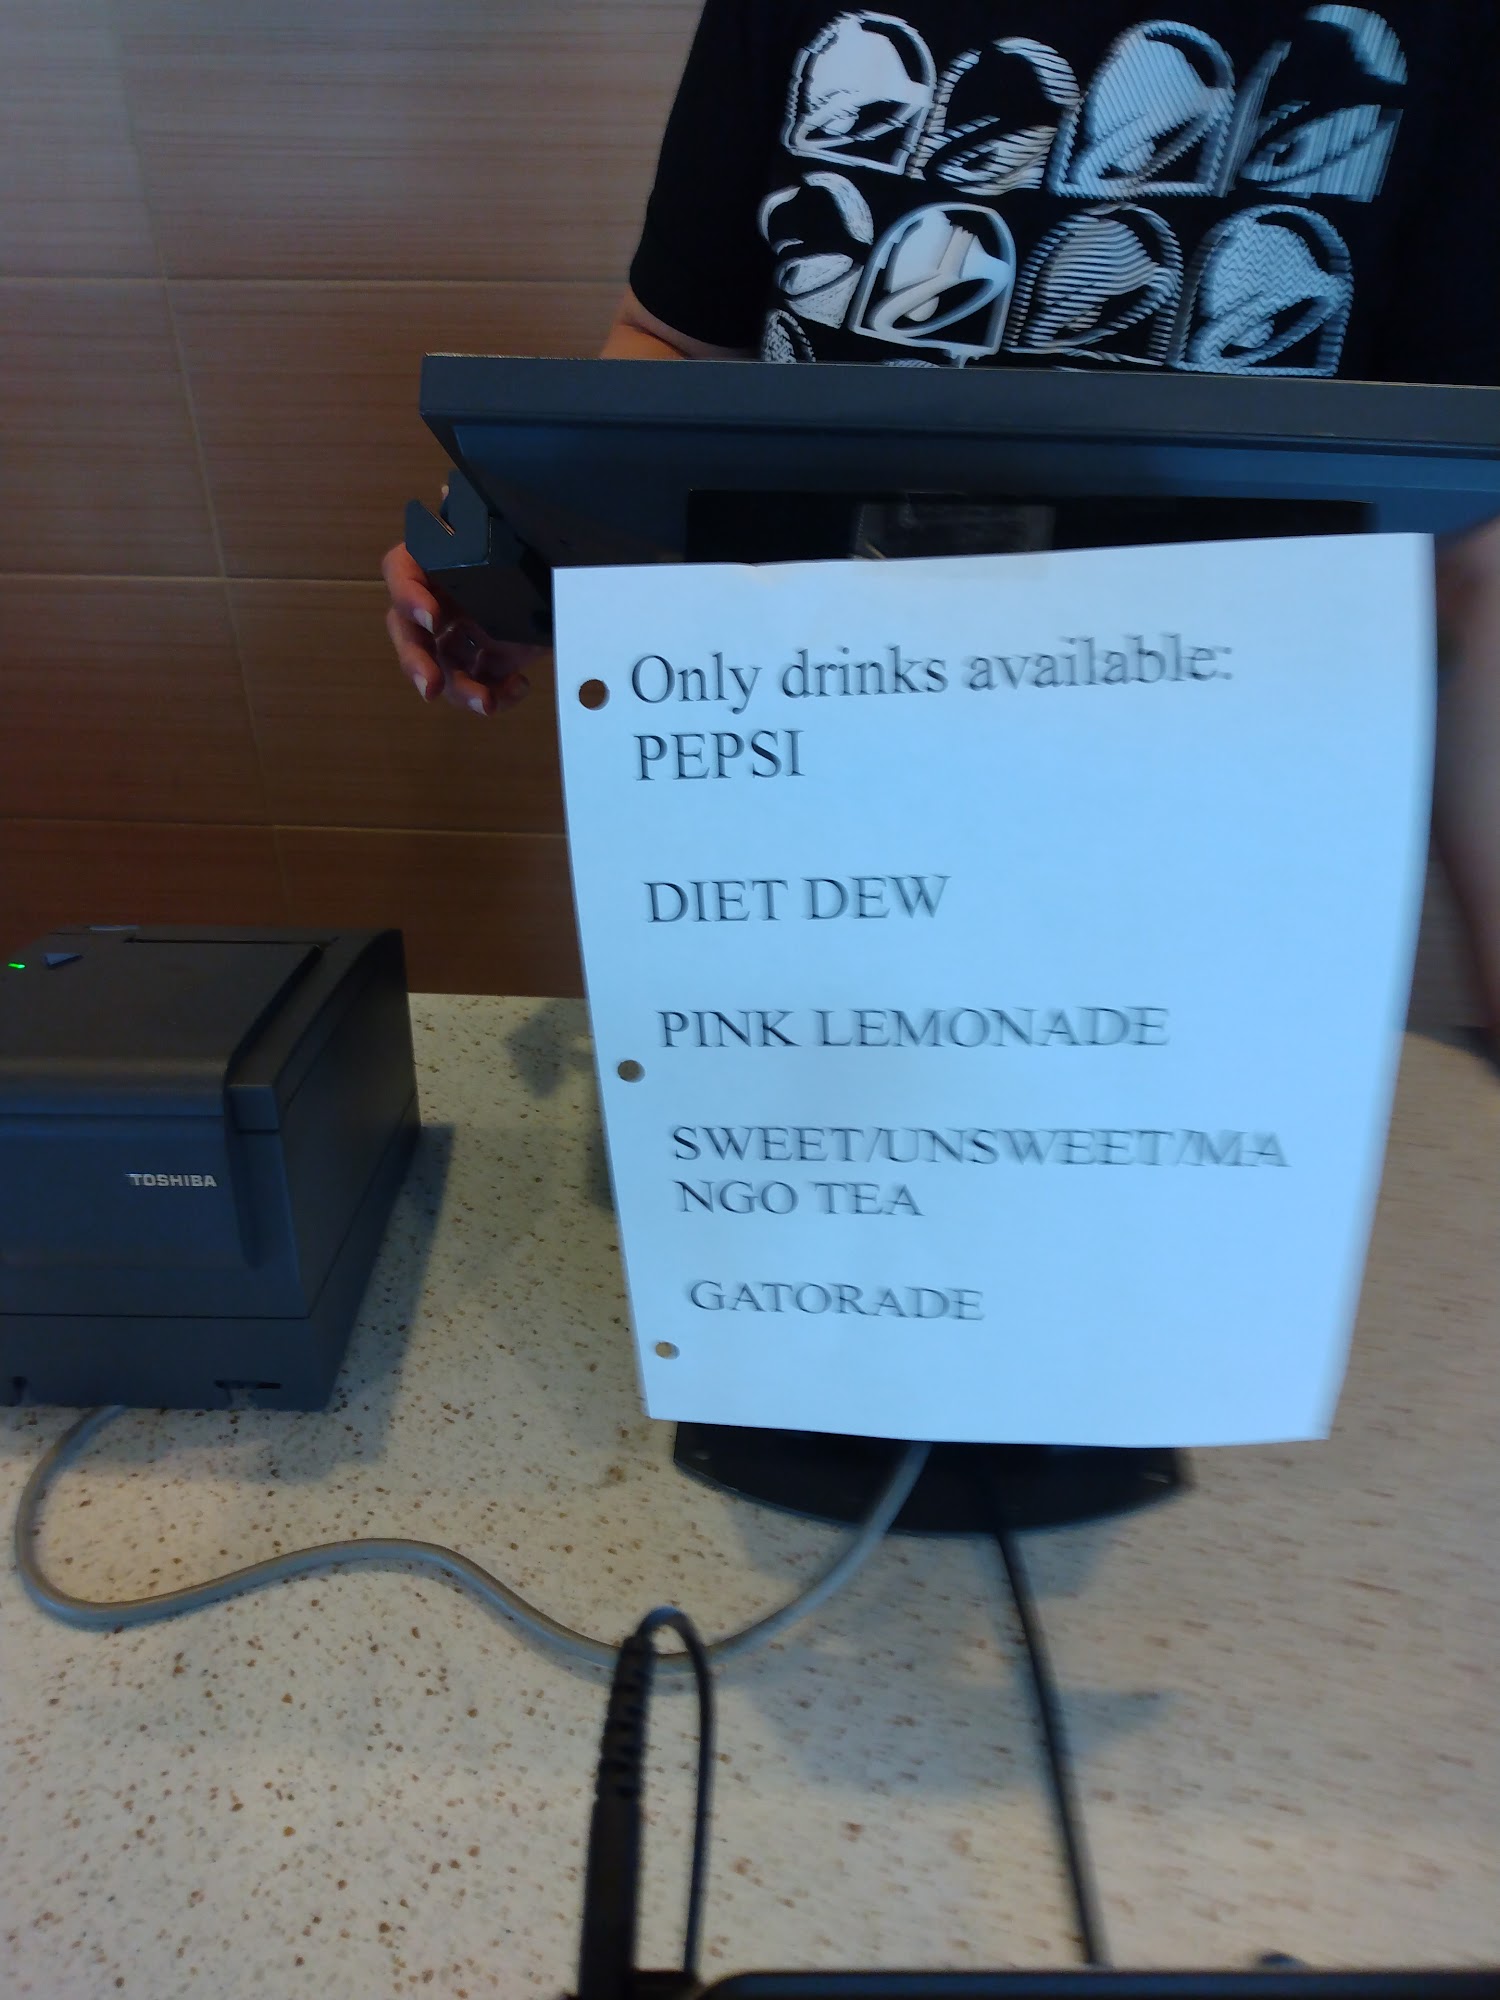 Only drinks available:
PEPSI
DIET DEW
PINK LEMONADE
SWEET/UNSWEET/MA
NGO TEA
GATORADE
TOSHIBA